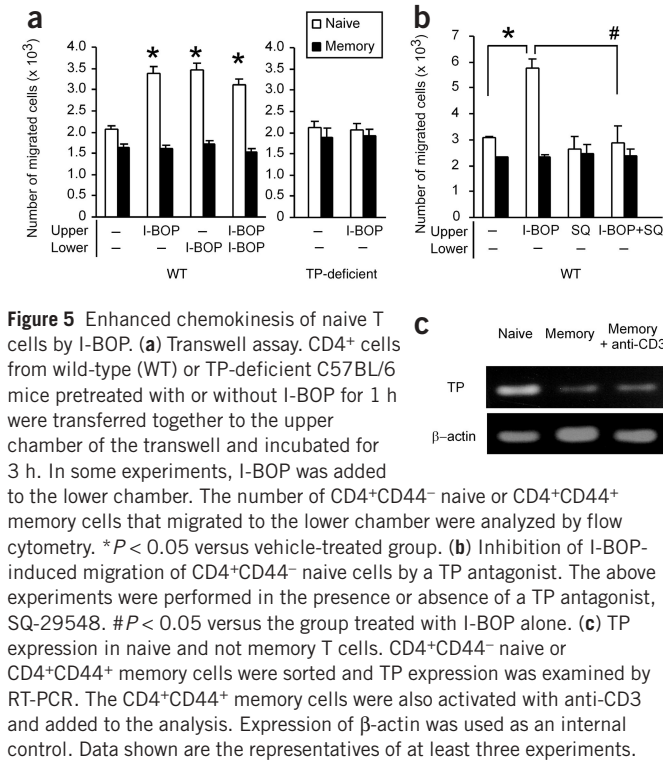 a
Naive
Memory
Number of migrated cells (x 10³)
4.0
3.5
3.0
2.5
2.0
1.5
1.0
0.5
0
* * *
Upper – I-BOP – I-BOP
Lower – – I-BOP I-BOP
WT
4.0
3.5
3.0
2.5
2.0
1.5
1.0
0.5
0.0
– I-BOP
– –
TP-deficient
b
Number of migrated cells (x 10³)
7
6
5
4
3
2
1
0
* #
Upper – I-BOP SQ I-BOP+SQ
Lower – – – –
WT
Figure 5 Enhanced chemokinesis of naive T
cells by I-BOP. (a) Transwell assay. CD4⁺ cells
from wild-type (WT) or TP-deficient C57BL/6
mice pretreated with or without I-BOP for 1 h
were transferred together to the upper
chamber of the transwell and incubated for
3 h. In some experiments, I-BOP was added
to the lower chamber. The number of CD4⁺CD44⁻ naive or CD4⁺CD44⁺
memory cells that migrated to the lower chamber were analyzed by flow
cytometry. *P < 0.05 versus vehicle-treated group. (b) Inhibition of I-BOP-
induced migration of CD4⁺CD44⁻ naive cells by a TP antagonist. The above
experiments were performed in the presence or absence of a TP antagonist,
SQ-29548. #P < 0.05 versus the group treated with I-BOP alone. (c) TP
expression in naive and not memory T cells. CD4⁺CD44⁻ naive or
CD4⁺CD44⁺ memory cells were sorted and TP expression was examined by
RT-PCR. The CD4⁺CD44⁺ memory cells were also activated with anti-CD3
and added to the analysis. Expression of β-actin was used as an internal
control. Data shown are the representatives of at least three experiments.
c
Naive Memory Memory
+ anti-CD3
TP
β-actin